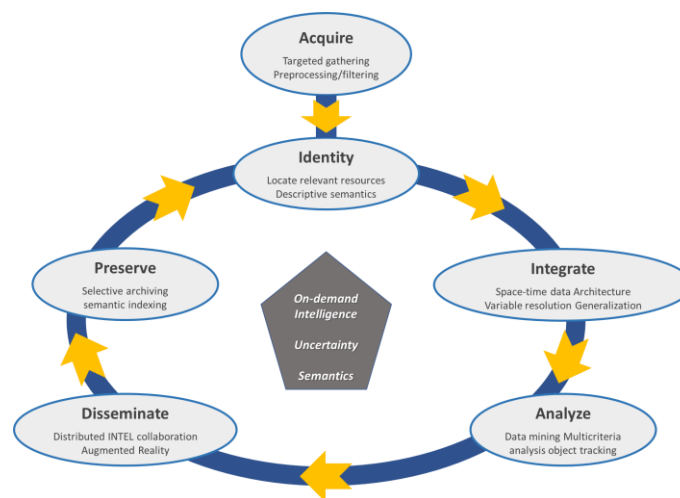 Acquire
Targeted gathering
Preprocessing/filtering
Identity
Locate relevant resources
Descriptive semantics
Preserve
Selective archiving
semantic indexing
On-demand
Intelligence
Uncertainty
Semantics
Integrate
Space-time data Architecture
Variable resolution Generalization
Disseminate
Distributed INTEL collaboration
Augmented Reality
Analyze
Data mining Multicriteria
analysis object tracking